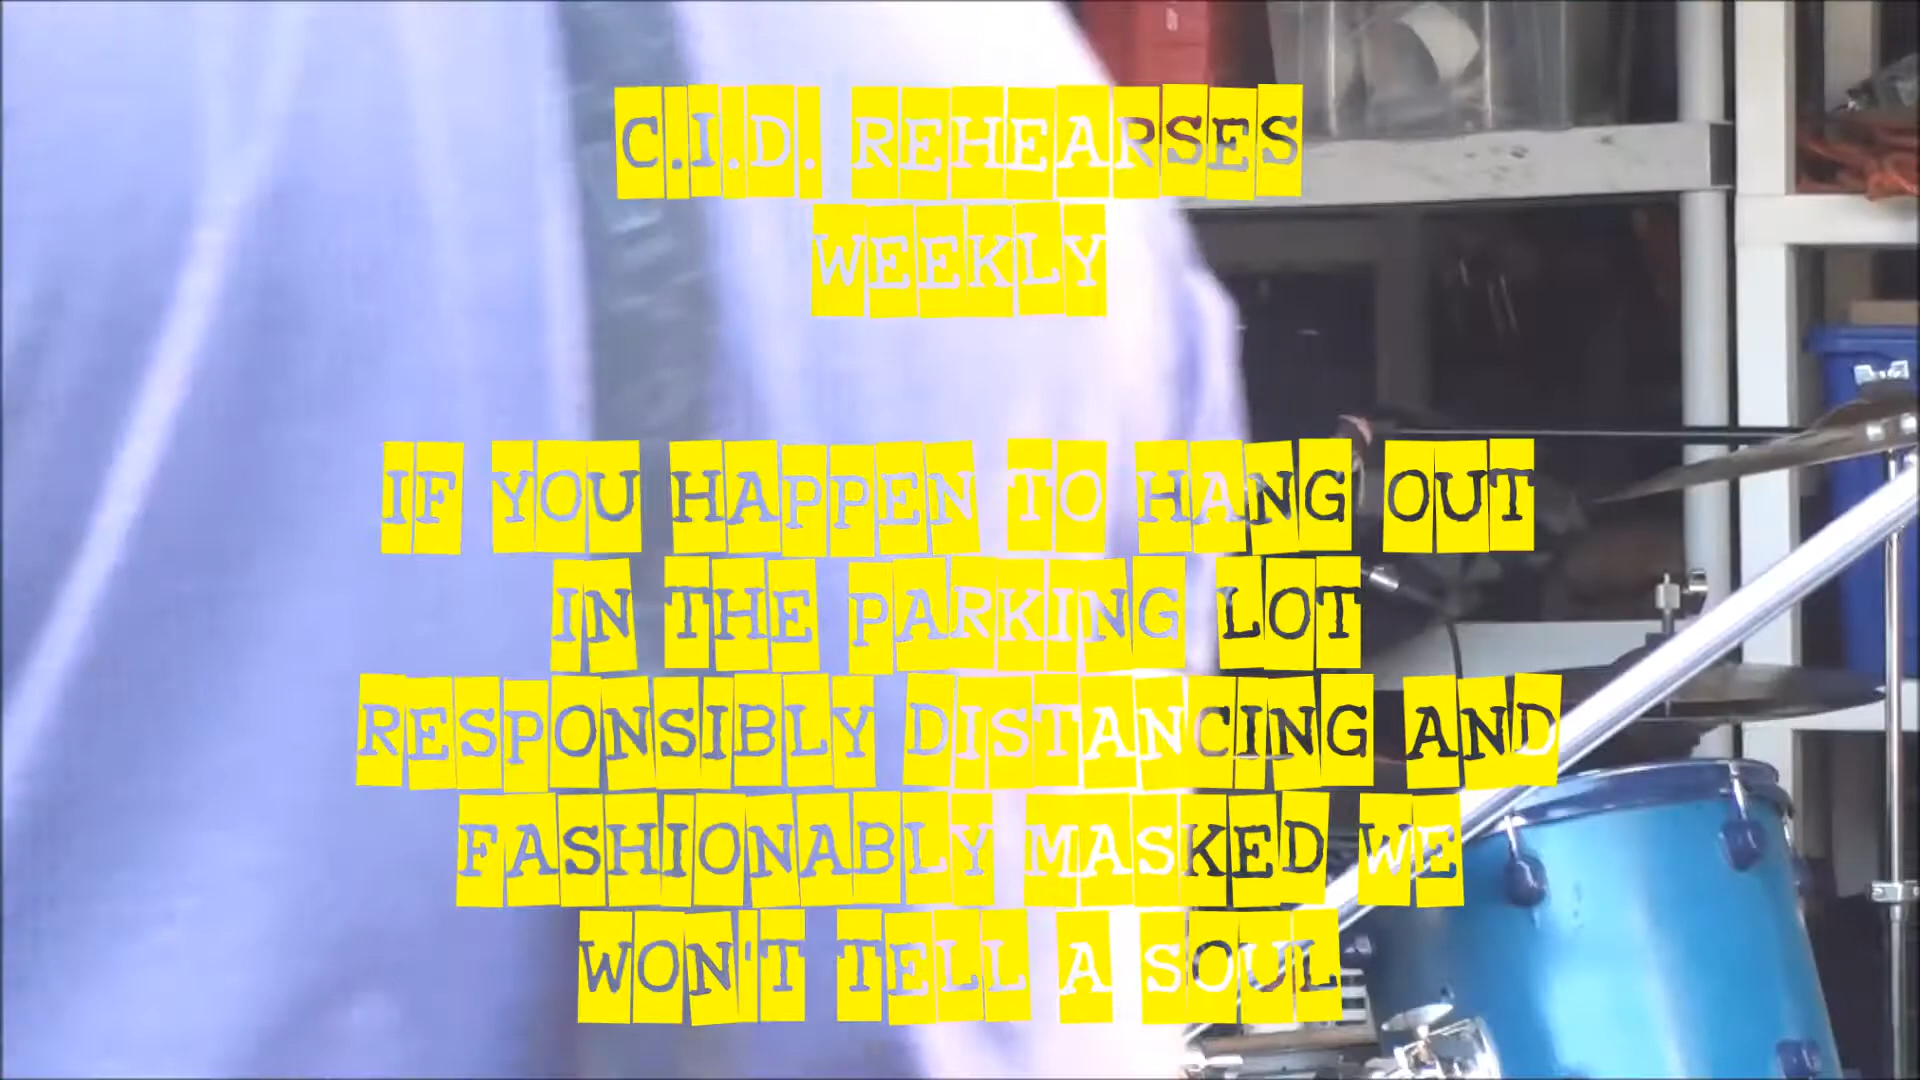 C.I.D. REHEARSES
WEEKLY
IF YOU HAPPEN TO HANG OUT
IN THE PARKING LOT
RESPONSIBLY DISTANCING AND
FASHIONABLY MASKED WE
WON'T TELL A SOUL